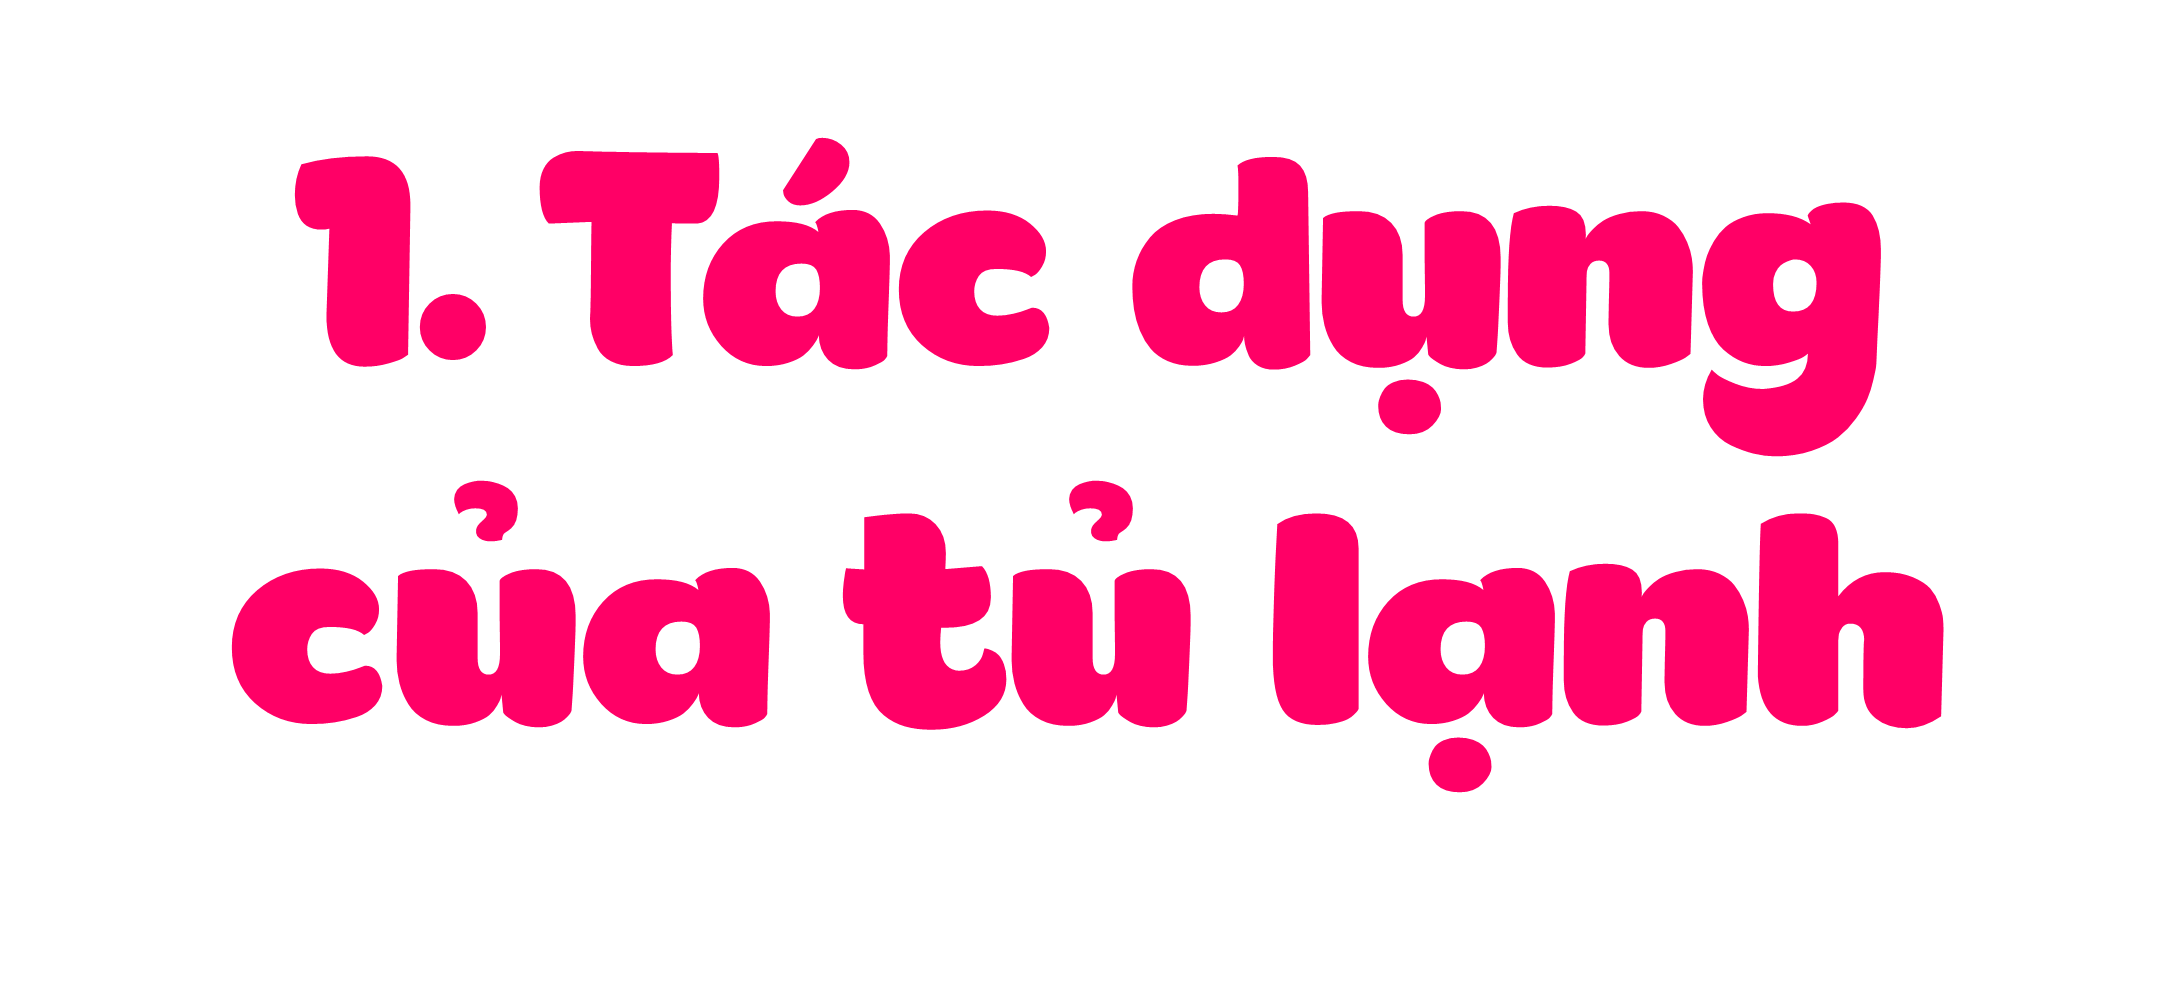 1. Tác dụng
của tủ lạnh